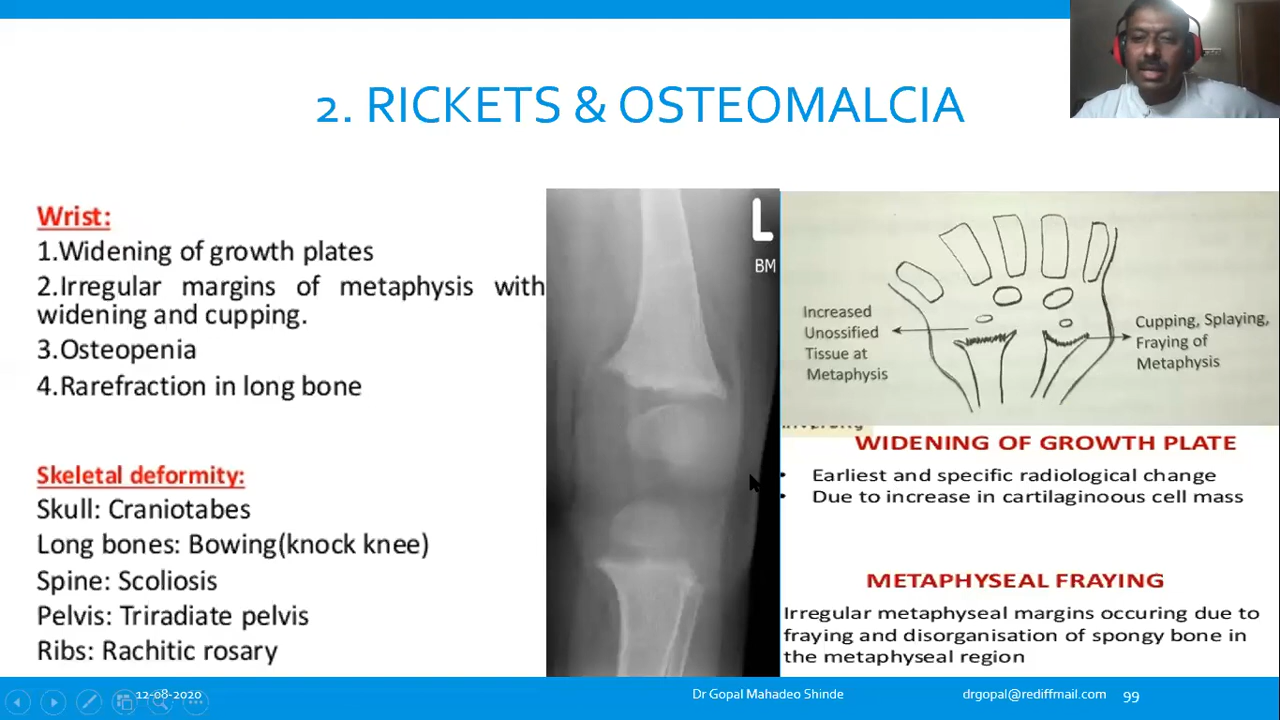 2. RICKETS & OSTEOMALCIA
Wrist:
1.Widening of growth plates
2.Irregular margins of metaphysis with
widening and cupping.
3.Osteopenia
4.Rarefraction in long bone
Skeletal deformity:
Skull: Craniotabes
Long bones: Bowing(knock knee)
Spine: Scoliosis
Pelvis: Triradiate pelvis
Ribs: Rachitic rosary
L
BM
Increased
Unossified
Tissue at
Metaphysis
Cupping, Splaying,
Fraying of
Metaphysis
WIDENING OF GROWTH PLATE
• Earliest and specific radiological change
• Due to increase in cartilaginoous cell mass
METAPHYSEAL FRAYING
Irregular metaphyseal margins occuring due to
fraying and disorganisation of spongy bone in
the metaphyseal region
12-08-2020
Dr Gopal Mahadeo Shinde
drgopal@rediffmail.com
99